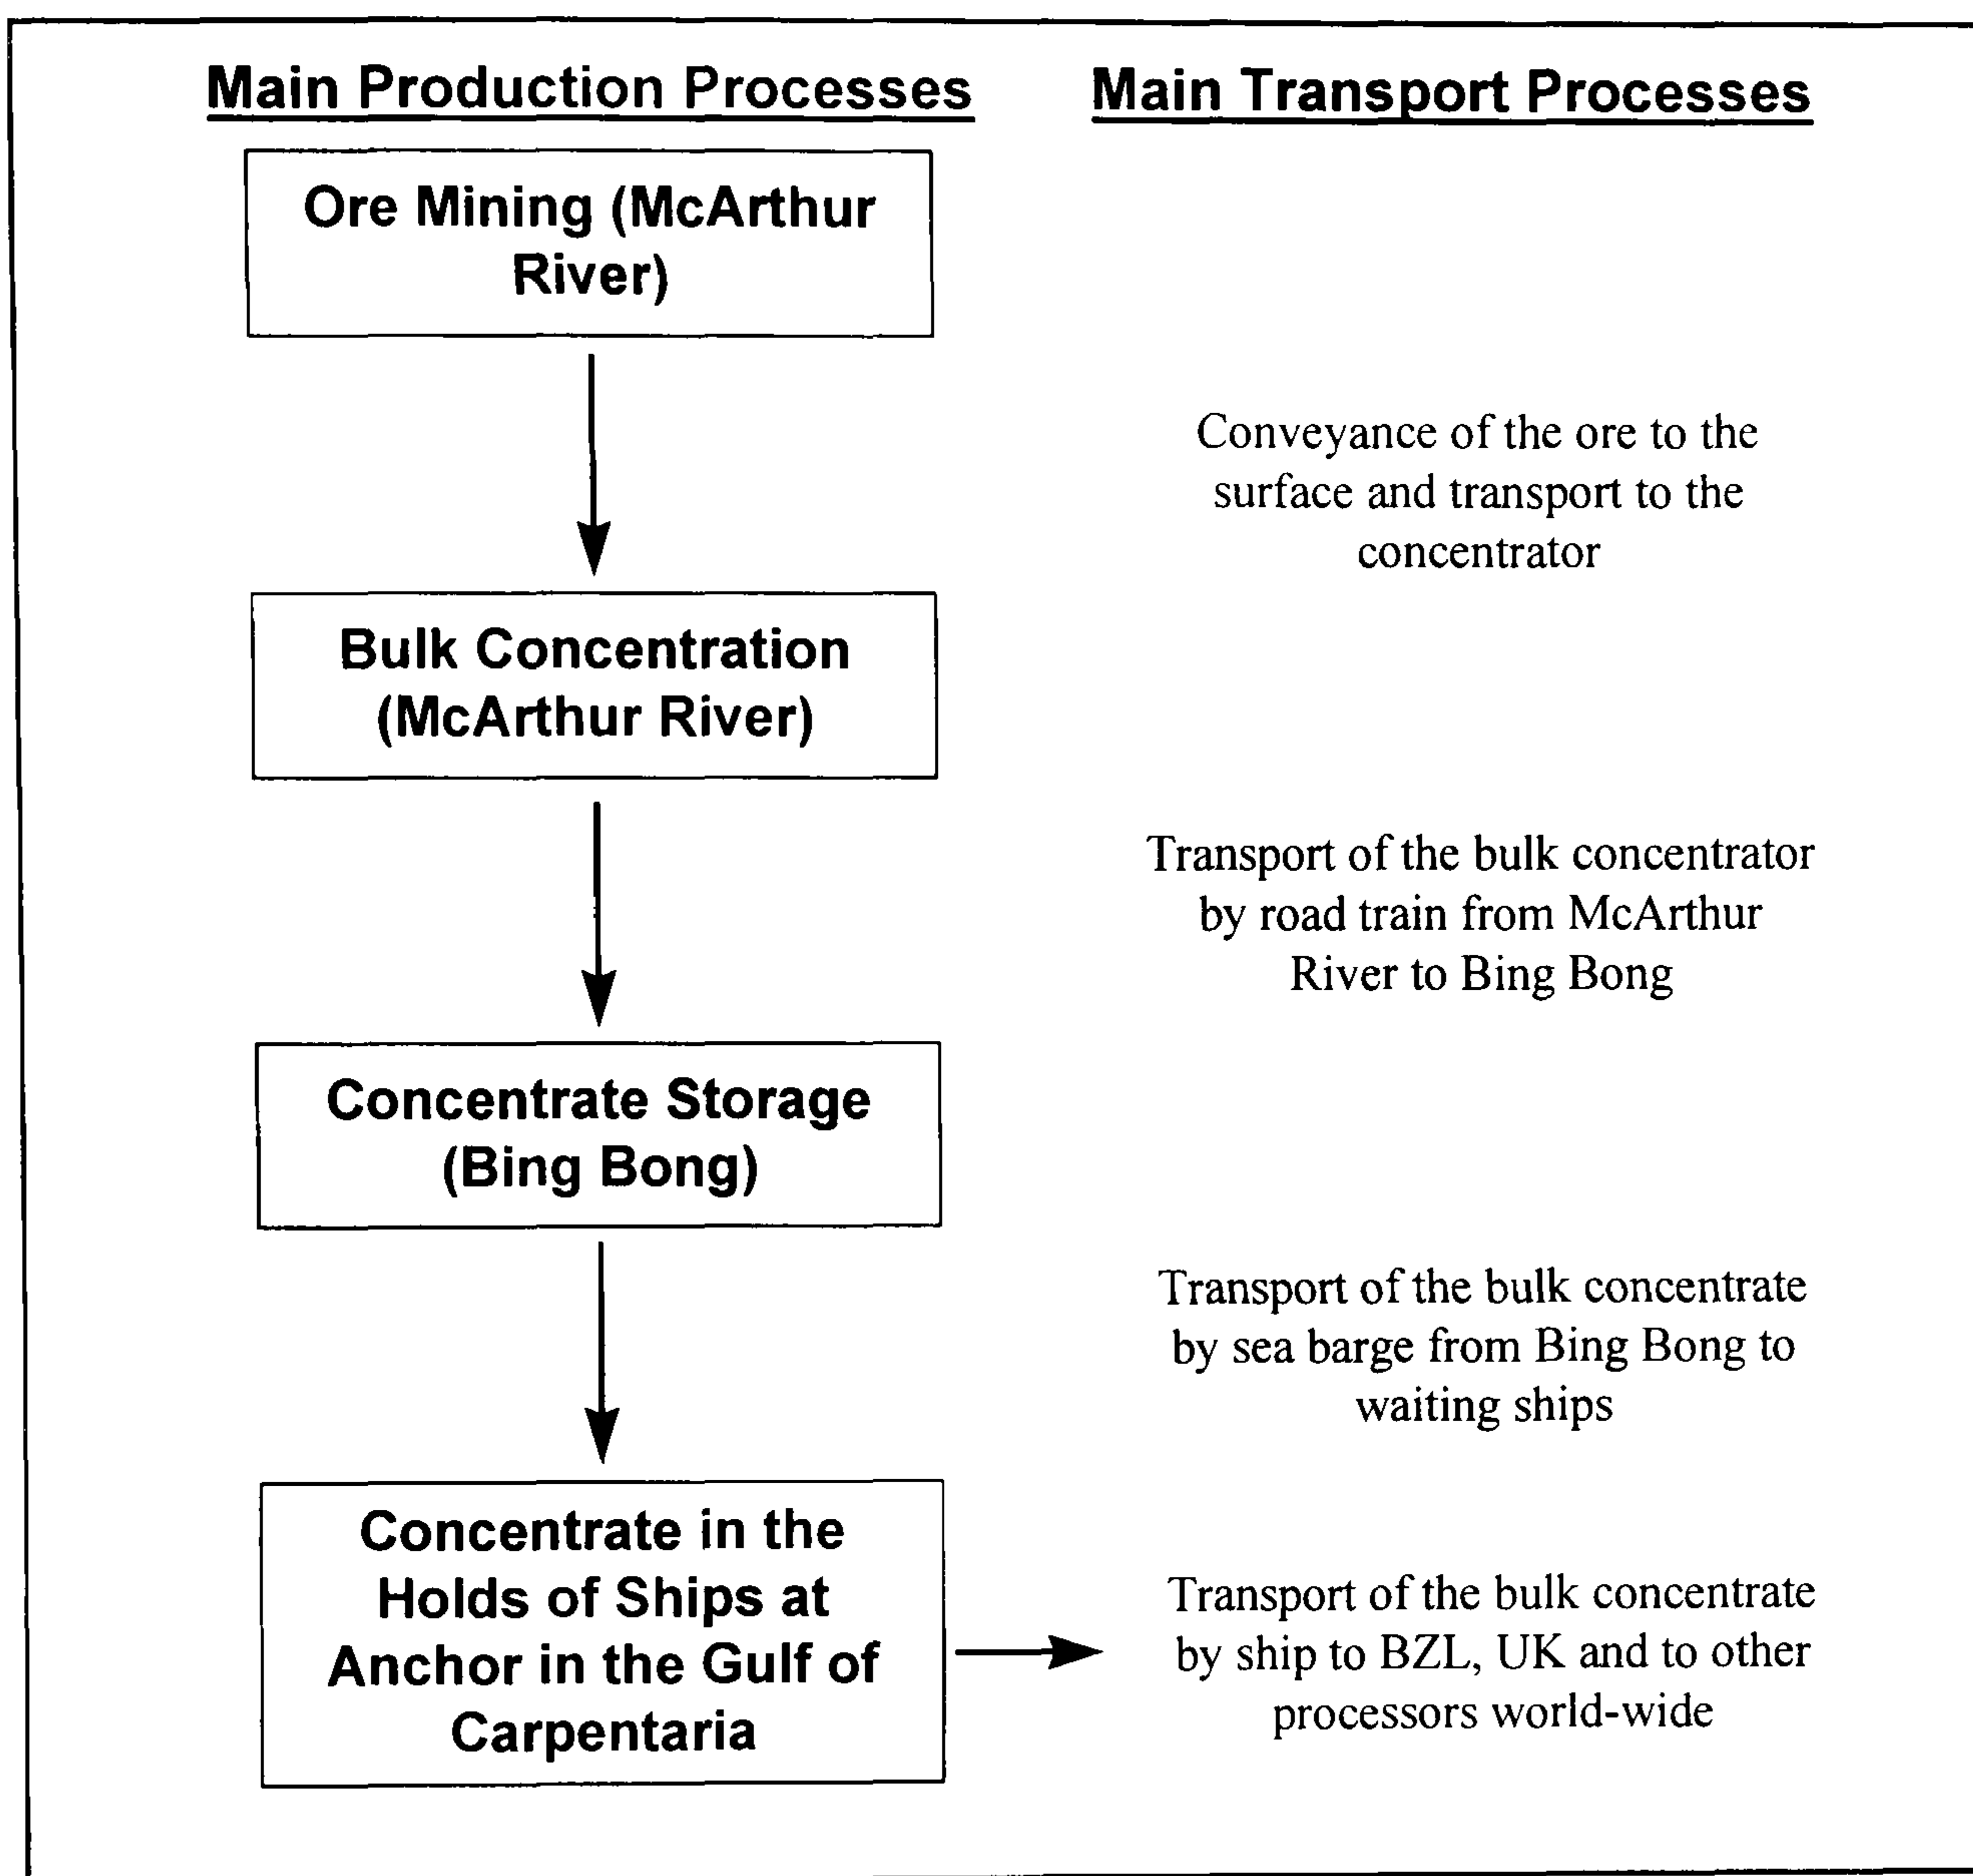 Main Production Processes
Main Transport Processes
Ore Mining (McArthur
River)
Conveyance of the ore to the
surface and transport to the
concentrator
Bulk Concentration
(McArthur River)
Transport of the bulk concentrator
by road train from McArthur
River to Bing Bong
Concentrate Storage
(Bing Bong)
Transport of the bulk concentrate
by sea barge from Bing Bong to
waiting ships
Concentrate in the
Holds of Ships at
Anchor in the Gulf of
Carpentaria
Transport of the bulk concentrate
by ship to BZL, UK and to other
processors world-wide